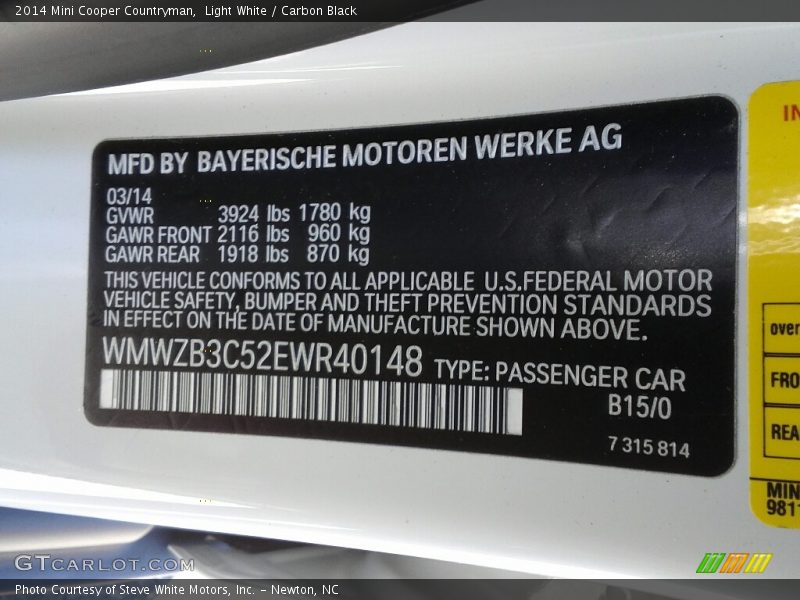 2014 Mini Cooper Countryman, Light White / Carbon Black
MFD BY BAYERISCHE MOTOREN WERKE AG
03/14
GVWR 3924 lbs 1780 kg
GAWR FRONT 2116 lbs 960 kg
GAWR REAR 1918 lbs 870 kg
THIS VEHICLE CONFORMS TO ALL APPLICABLE U.S.FEDERAL MOTOR
VEHICLE SAFETY, BUMPER AND THEFT PREVENTION STANDARDS
IN EFFECT ON THE DATE OF MANUFACTURE SHOWN ABOVE.
WMWZB3C52EWR40148 TYPE: PASSENGER CAR
B15/0
7 315 814
IN
over
FRO
REA
MIN
981
GTCARLOT.COM
Photo Courtesy of Steve White Motors, Inc. – Newton, NC